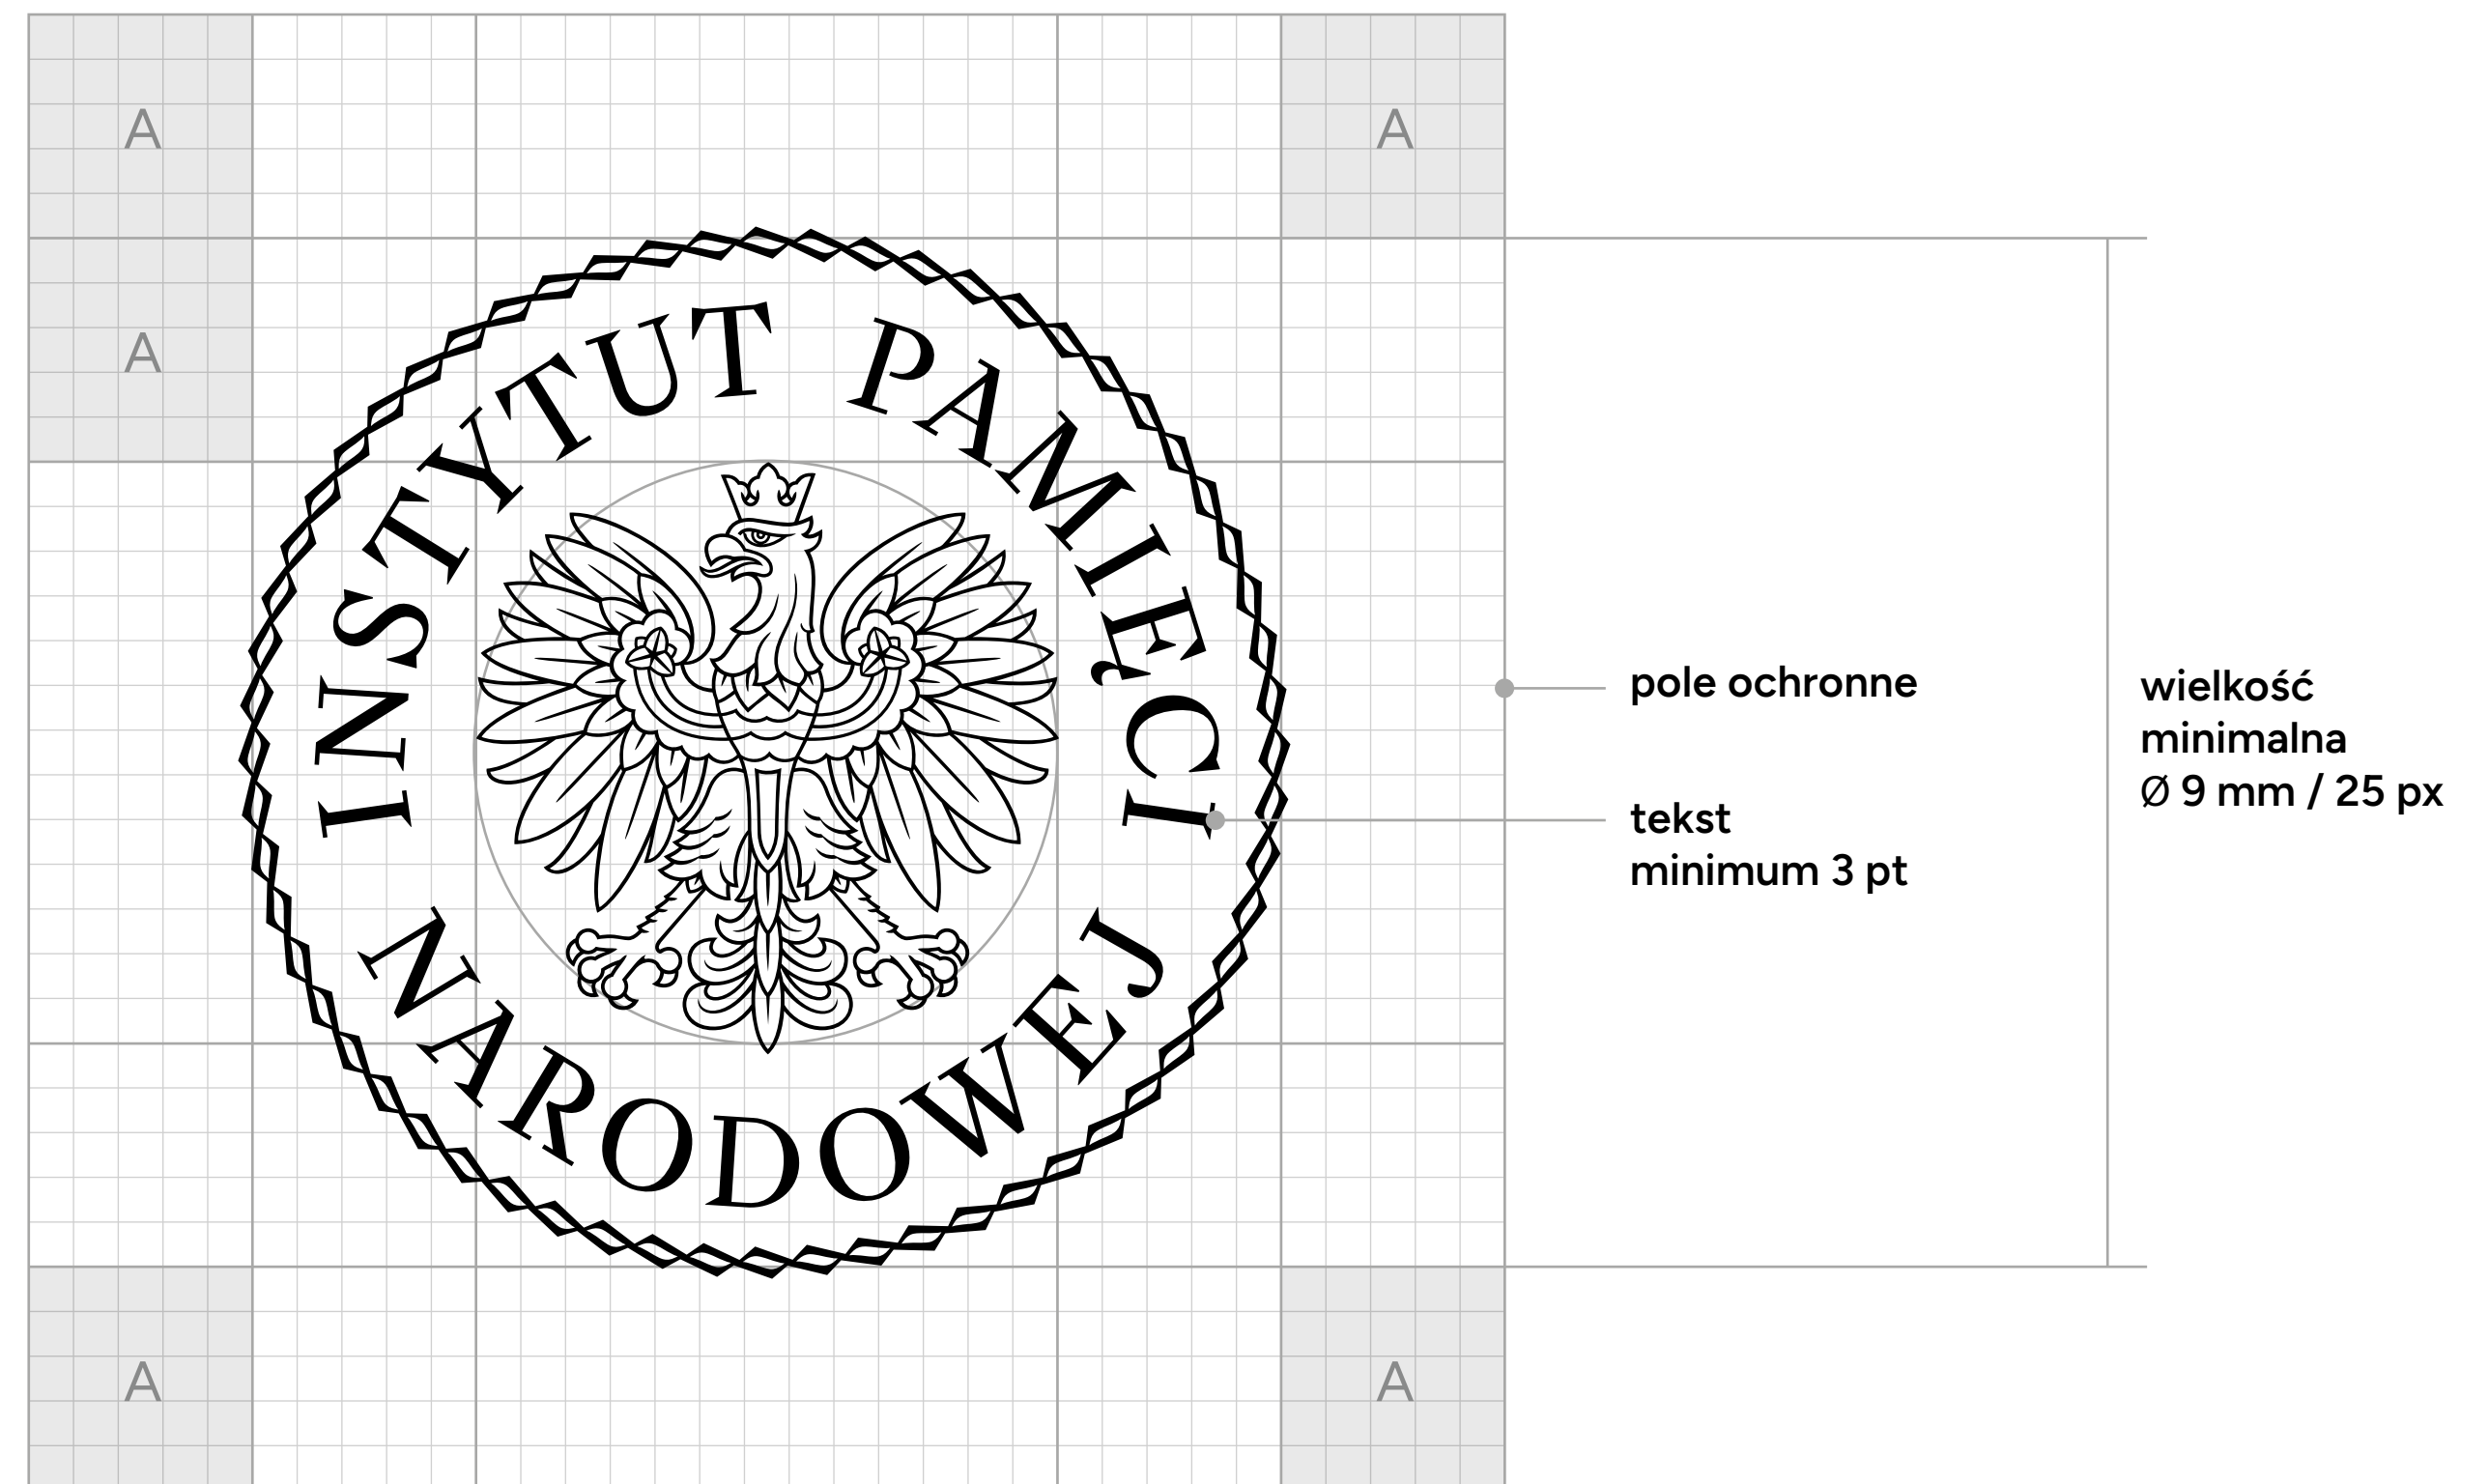 A
A
A
INSTYTUT PAMIĘCI
NARODOWEJ
pole ochronne
tekst
minimum 3 pt
wielkość
minimalna
Ø 9 mm / 25 px
A
A